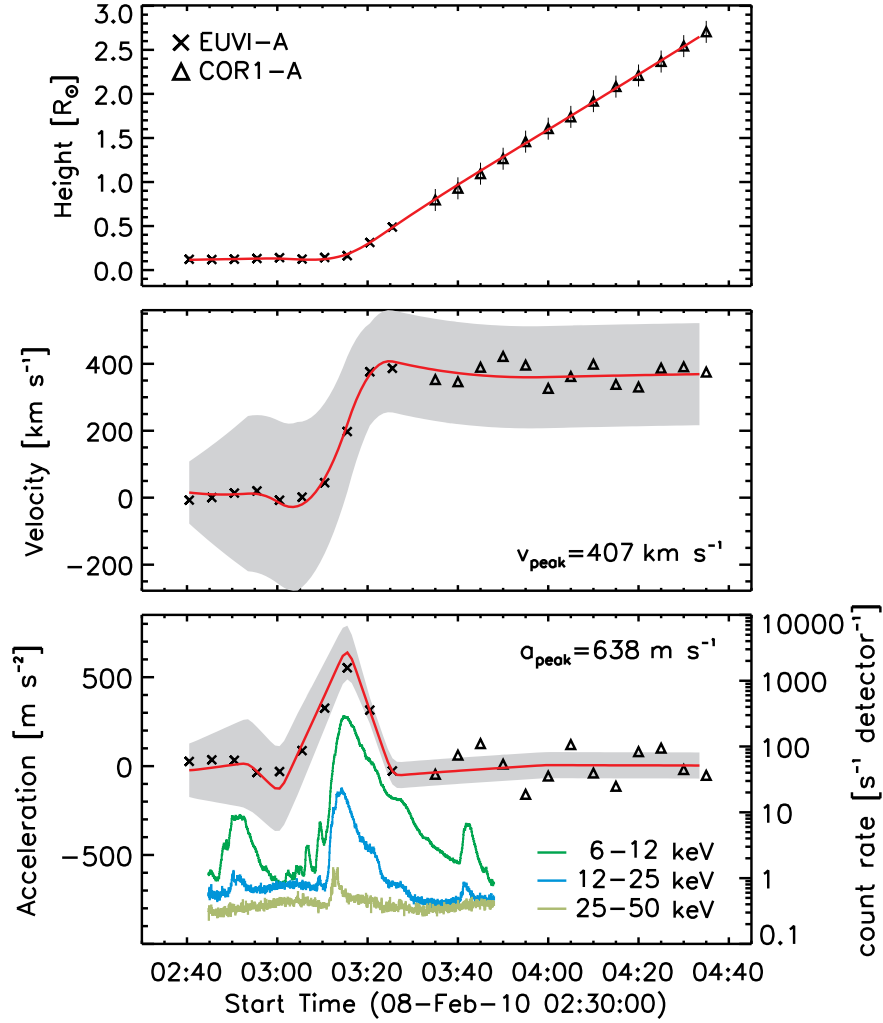 3.0
2.5
2.0
1.5
1.0
0.5
0.0
Height [R⊙]
× EUVI−A
△ COR1−A
400
200
0
−200
Velocity [km s⁻¹]
vpeak=407 km s⁻¹
500
0
−500
Acceleration [m s⁻²]
apeak=638 m s⁻¹
10000
1000
100
10
1
0.1
count rate [s⁻¹ detector⁻¹]
6−12 keV
12−25 keV
25−50 keV
02:40 03:00 03:20 03:40 04:00 04:20 04:40
Start Time (08−Feb−10 02:30:00)